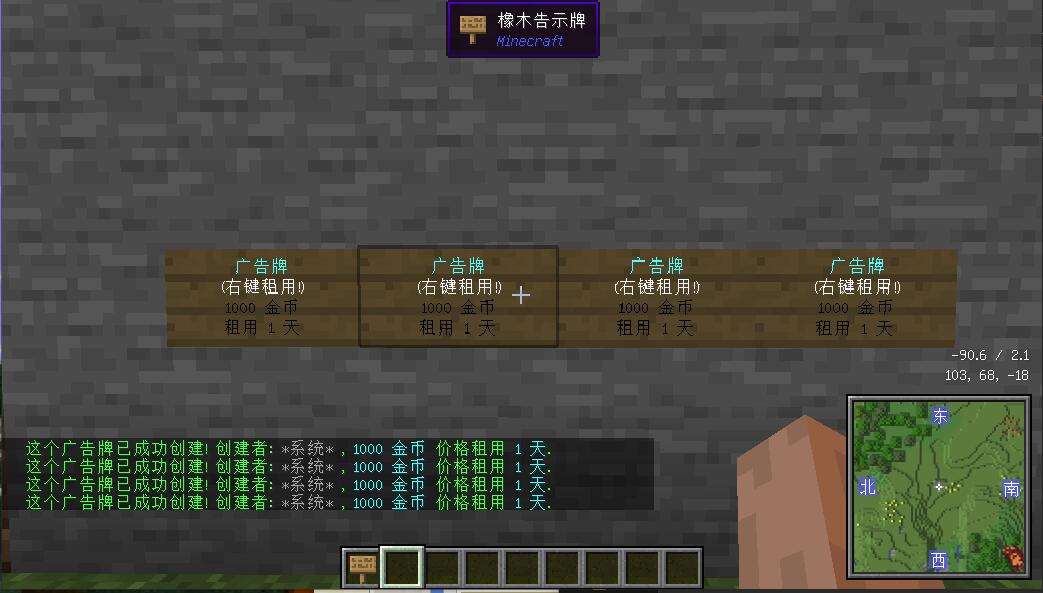 橡木告示牌
Minecraft
广告牌
(右键租用!)
1000 金币
租用 1 天
广告牌
(右键租用!)
1000 金币
租用 1 天
广告牌
(右键租用!)
1000 金币
租用 1 天
广告牌
(右键租用!)
1000 金币
租用 1 天
-90.6 / 2.1
103, 68, -18
东
北
南
西
这个广告牌已成功创建! 创建者: *系统* , 1000 金币 价格租用 1 天.
这个广告牌已成功创建! 创建者: *系统* , 1000 金币 价格租用 1 天.
这个广告牌已成功创建! 创建者: *系统* , 1000 金币 价格租用 1 天.
这个广告牌已成功创建! 创建者: *系统* , 1000 金币 价格租用 1 天.